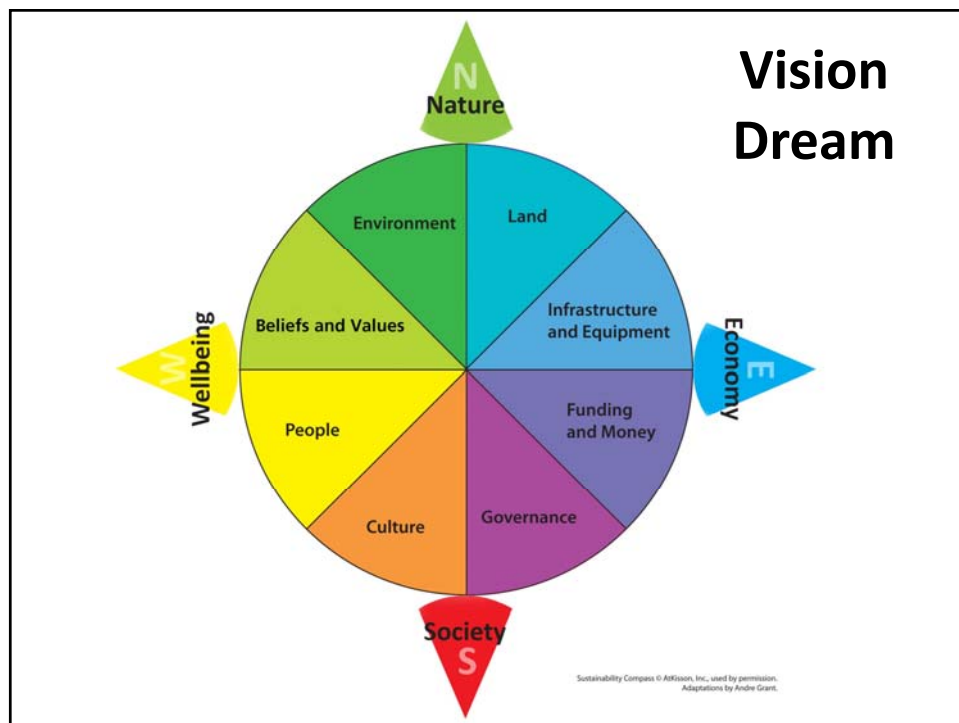 Vision
Dream
N
Nature
Environment
Land
Beliefs and Values
Infrastructure
and Equipment
W
Wellbeing
Economy
E
People
Funding
and Money
Culture
Governance
Society
S
Sustainability Compass © AtKisson, Inc., used by permission.
Adaptations by Andre Grant.